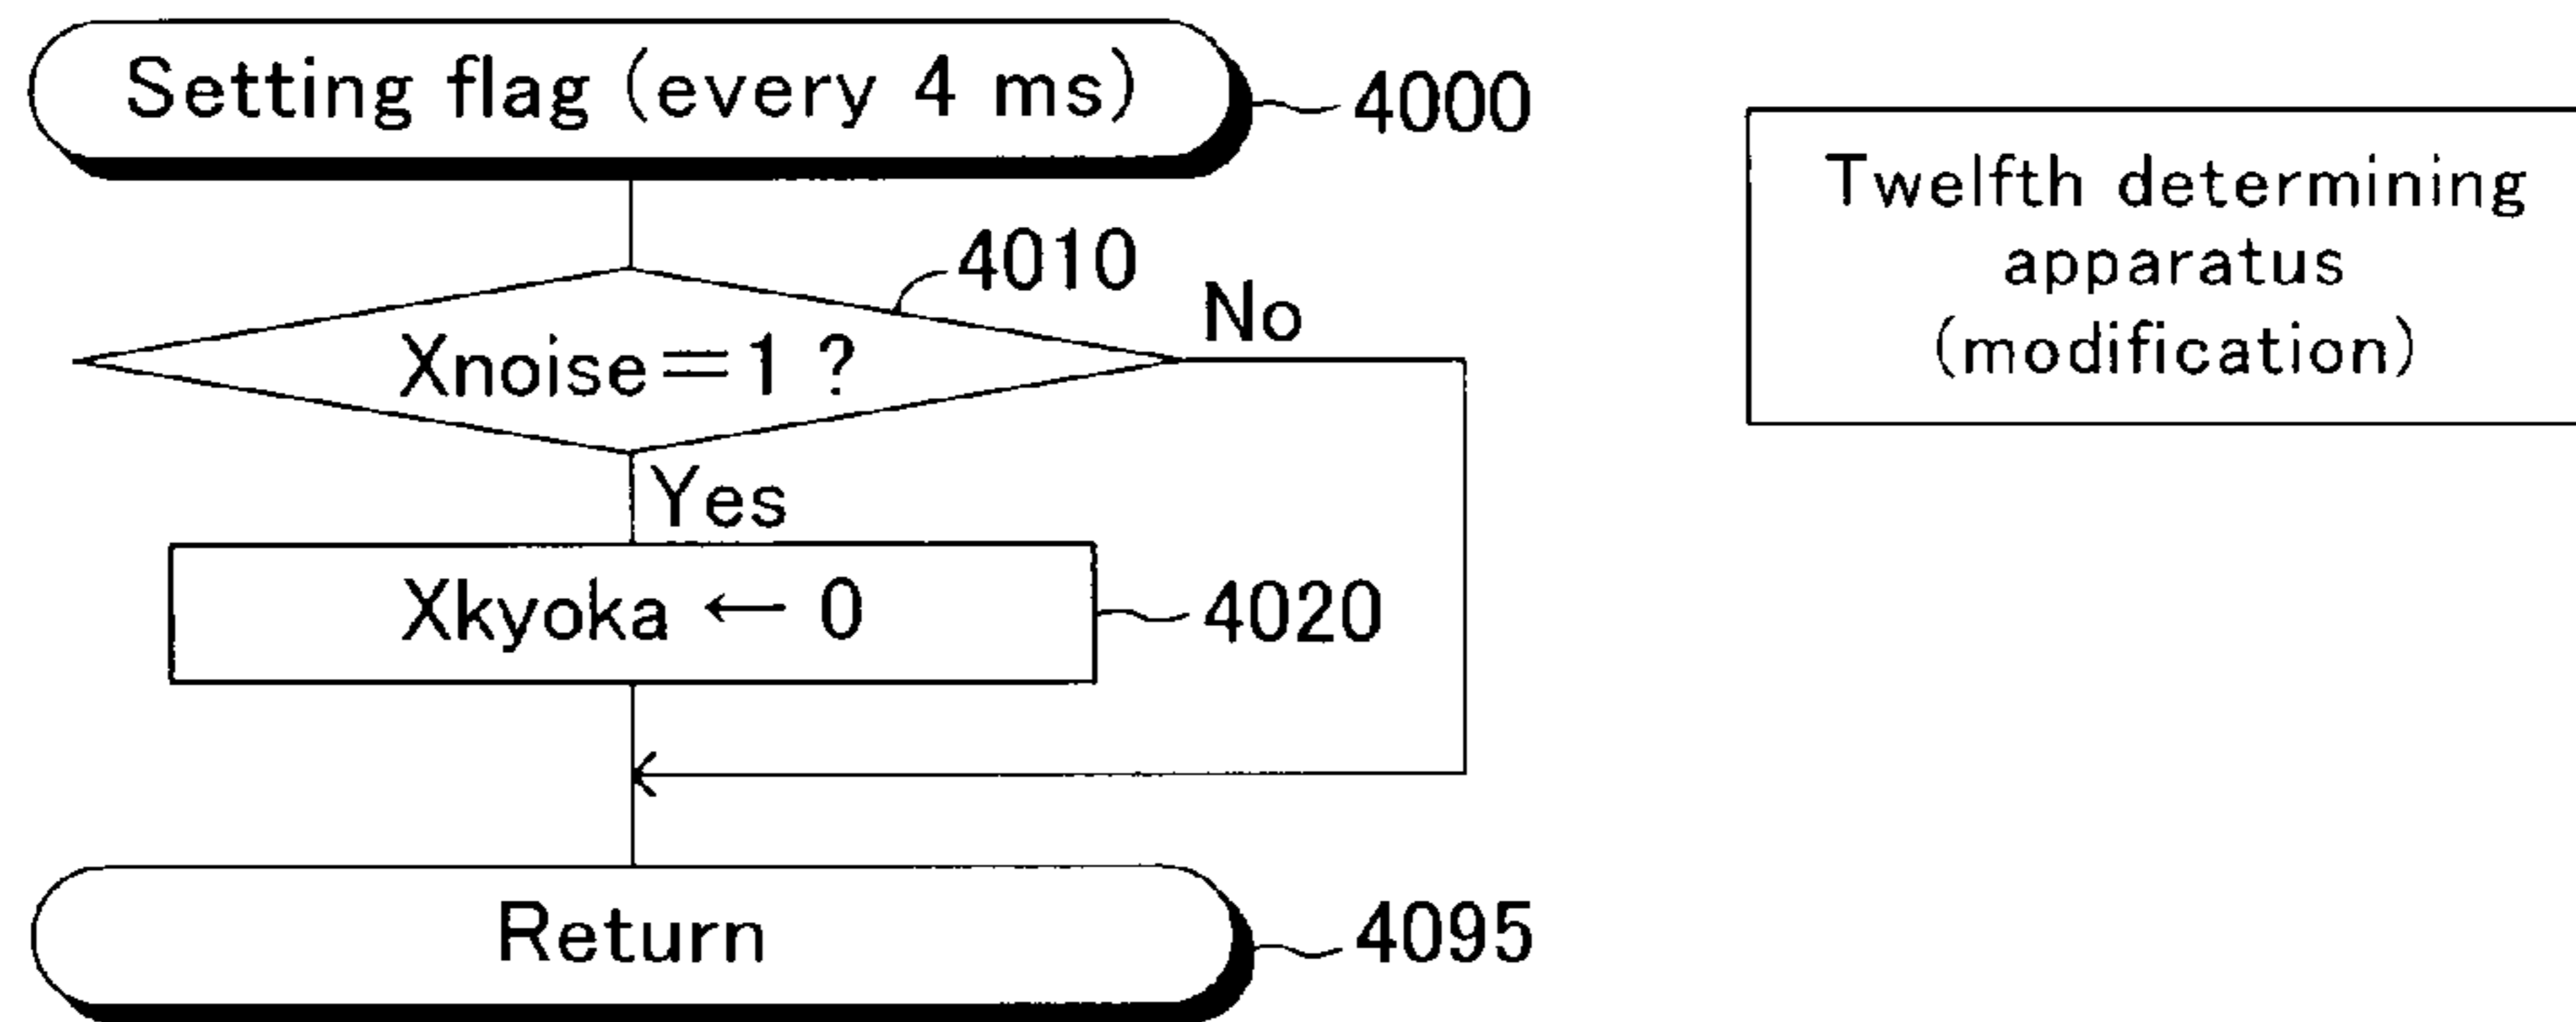 Setting flag (every 4 ms)
4000
Twelfth determining
apparatus
(modification)
4010
No
Xnoise=1 ?
Yes
Xkyoka ← 0
4020
Return
4095